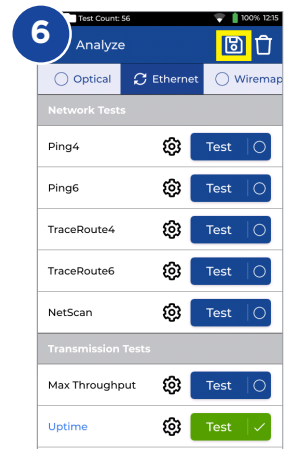 6
Test Count: 56 100% 12:15
Analyze
Optical Ethernet Wiremap
Network Tests
Ping4 Test
Ping6 Test
TraceRoute4 Test
TraceRoute6 Test
NetScan Test
Transmission Tests
Max Throughput Test
Uptime Test